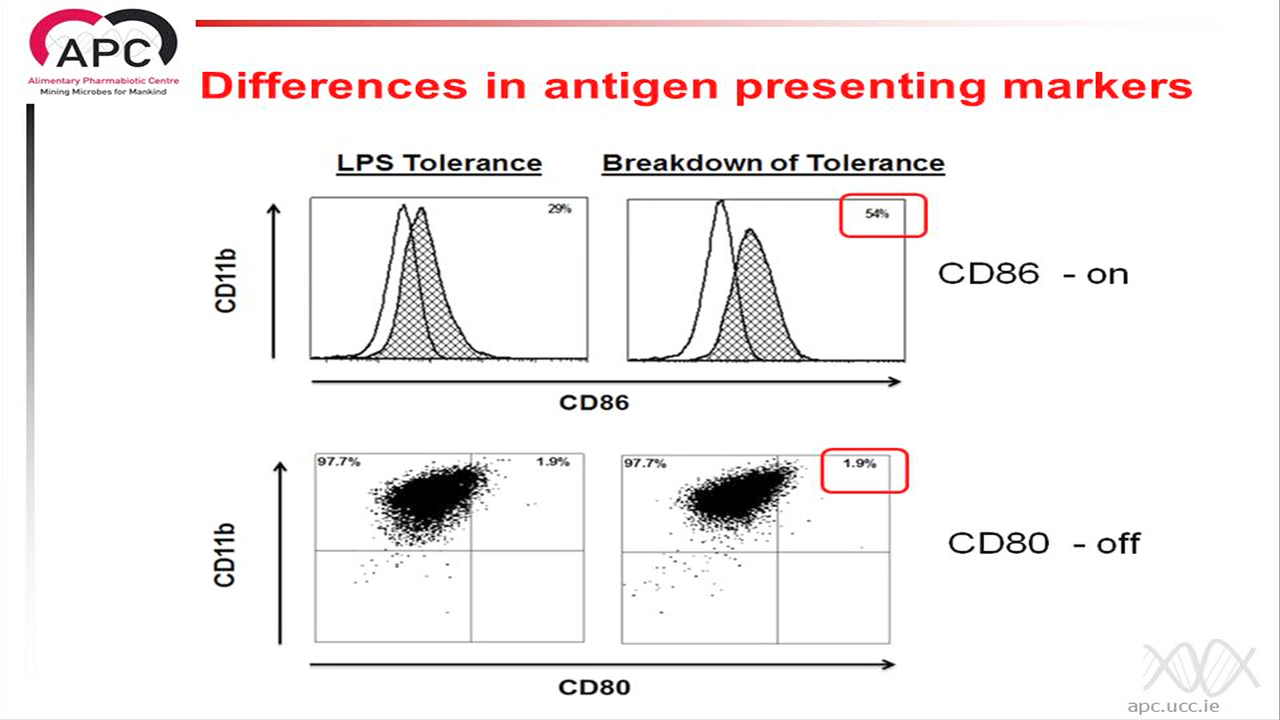 APC
Alimentary Pharmabiotic Centre
Mining Microbes for Mankind
Differences in antigen presenting markers
LPS Tolerance
Breakdown of Tolerance
29%
54%
CD11b
CD86 - on
CD86
97.7%
1.9%
97.7%
1.9%
CD11b
CD80 - off
CD80
apc.ucc.ie